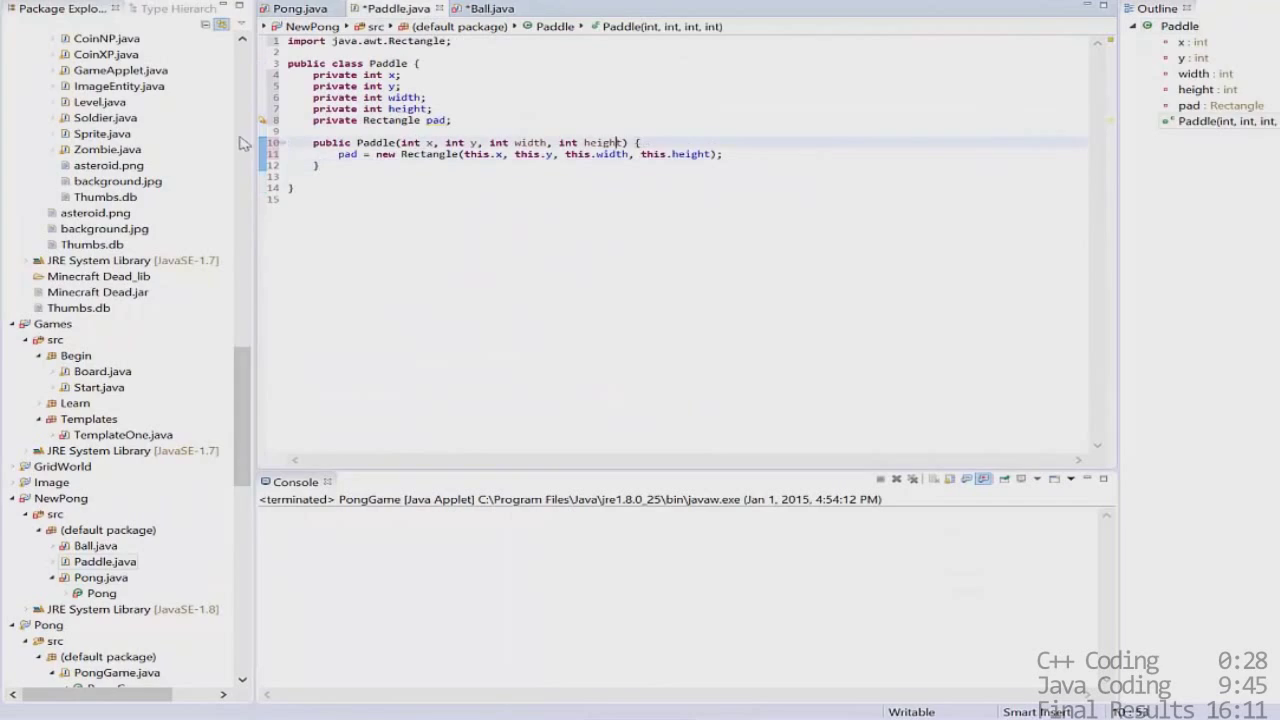 Package Explo...
Type Hierarch
CoinNP.java
CoinXP.java
GameApplet.java
ImageEntity.java
Level.java
Soldier.java
Sprite.java
Zombie.java
asteroid.png
background.jpg
Thumbs.db
asteroid.png
background.jpg
Thumbs.db
JRE System Library [JavaSE-1.7]
Minecraft Dead_lib
Minecraft Dead.jar
Thumbs.db
Games
src
Begin
Board.java
Start.java
Learn
Templates
TemplateOne.java
JRE System Library [JavaSE-1.7]
GridWorld
Image
NewPong
src
(default package)
Ball.java
Paddle.java
Pong.java
Pong
JRE System Library [JavaSE-1.8]
Pong
src
(default package)
PongGame.java
Pong.java *Paddle.java *Ball.java
NewPong src (default package) Paddle Paddle(int, int, int, int)
1 import java.awt.Rectangle;
2
3 public class Paddle {
4 private int x;
5 private int y;
6 private int width;
7 private int height;
8 private Rectangle pad;
9
10 public Paddle(int x, int y, int width, int height) {
11 pad = new Rectangle(this.x, this.y, this.width, this.height);
12 }
13
14 }
15
Console
<terminated> PongGame [Java Applet] C:\Program Files\Java\jre1.8.0_25\bin\javaw.exe (Jan 1, 2015, 4:54:12 PM)
Outline
Paddle
x : int
y : int
width : int
height : int
pad : Rectangle
Paddle(int, int, int,
C++ Coding 0:28
Java Coding 9:45
Final Results 16:11
Writable Smart Insert